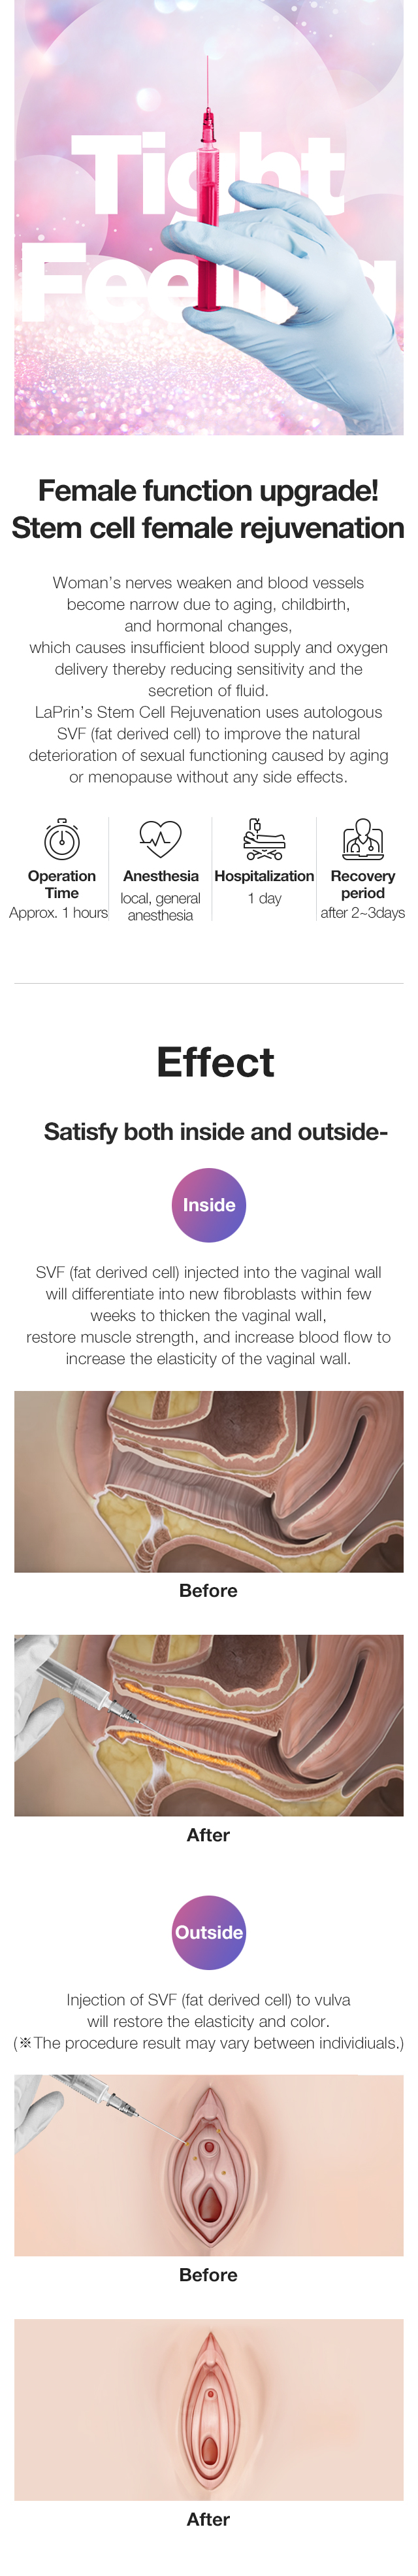 Tight
Feeling
Female function upgrade!
Stem cell female rejuvenation
Woman's nerves weaken and blood vessels
become narrow due to aging, childbirth,
and hormonal changes,
which causes insufficient blood supply and oxygen
delivery thereby reducing sensitivity and the
secretion of fluid.
LaPrin's Stem Cell Rejuvenation uses autologous
SVF (fat derived cell) to improve the natural
deterioration of sexual functioning caused by aging
or menopause without any side effects.
Operation
Time
Approx. 1 hours
Anesthesia
local, general
anesthesia
Hospitalization
1 day
Recovery
period
after 2~3days
Effect
Satisfy both inside and outside-
Inside
SVF (fat derived cell) injected into the vaginal wall
will differentiate into new fibroblasts within few
weeks to thicken the vaginal wall,
restore muscle strength, and increase blood flow to
increase the elasticity of the vaginal wall.
Before
After
Outside
Injection of SVF (fat derived cell) to vulva
will restore the elasticity and color.
(※The procedure result may vary between individiuals.)
Before
After